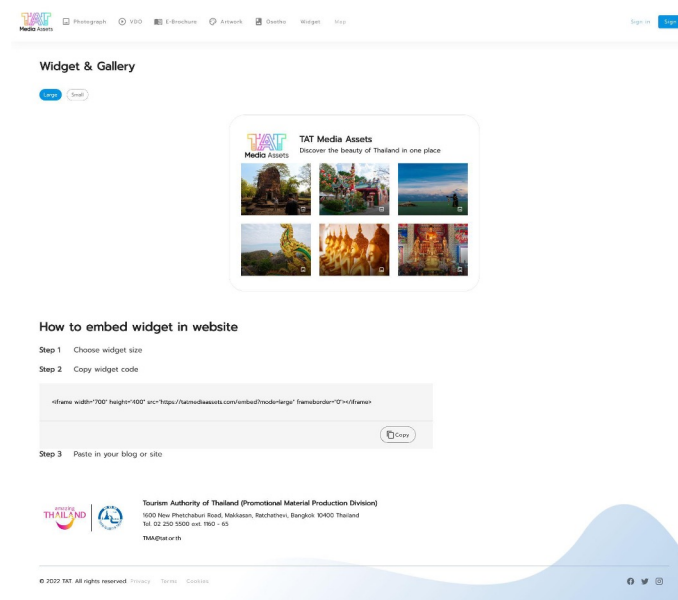 TAT
Media Assets
Photograph
VDO
E-Brochure
Artwork
Osotho
Widget
Map
Sign in
Sign
Widget & Gallery
Large
Small
TAT
Media Assets
TAT Media Assets
Discover the beauty of Thailand in one place
How to embed widget in website
Step 1 Choose widget size
Step 2 Copy widget code
<iframe width="700" height="400" src="https://tatmediaassets.com/embed?mode=large" frameborder="0"></iframe>
Copy
Step 3 Paste in your blog or site
amazing
THAILAND
Tourism Authority of Thailand (Promotional Material Production Division)
1600 New Phetchaburi Road, Makkasan, Ratchathevi, Bangkok 10400 Thailand
Tel. 02 250 5500 ext. 1160 - 65
TMA@tat.or.th
© 2022 TAT. All rights reserved. Privacy Terms Cookies